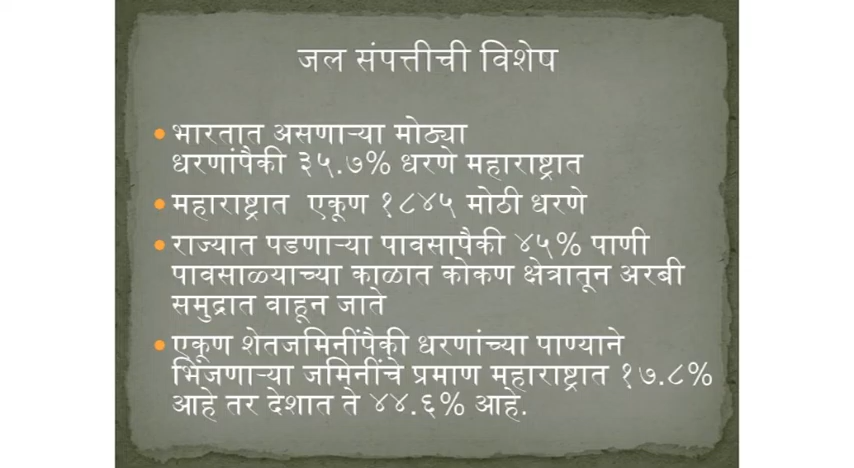 जल संपत्तीची विशेष
• भारतात असणाऱ्या मोठ्या
धरणांपैकी ३५.७% धरणे महाराष्ट्रात
• महाराष्ट्रात एकूण १८४५ मोठी धरणे
• राज्यात पडणाऱ्या पावसापैकी ४५% पाणी
पावसाळ्याच्या काळात कोकण क्षेत्रातून अरबी
समुद्रात वाहून जाते
• एकूण शेतजमिनींपैकी धरणांच्या पाण्याने
भिजणाऱ्या जमिनींचे प्रमाण महाराष्ट्रात १७.८%
आहे तर देशात ते ४४.६% आहे.